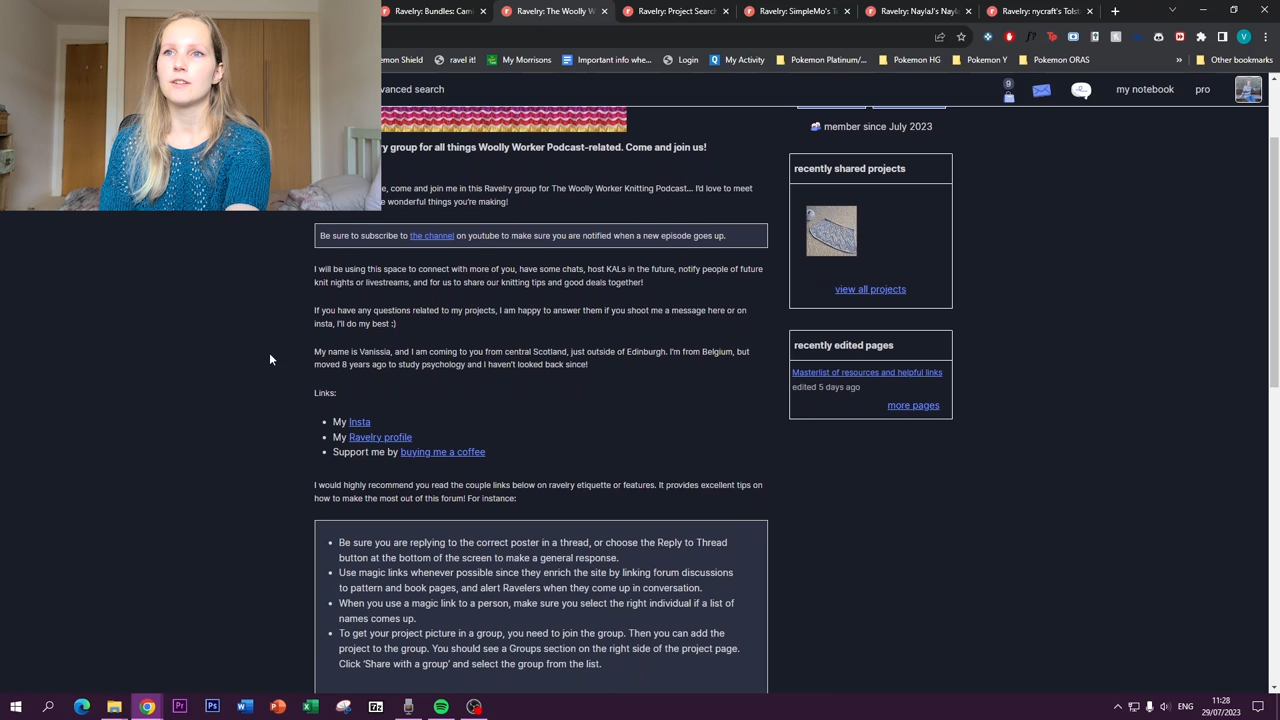 Ravelry: Bundles Cam
Ravelry: The Woolly W
Ravelry: Project Search
Ravelry: SimpleMo's T
Ravelry: NaylaJ's Nayl
Ravelry: nycraft's Tols
emon Shield
ravel it!
My Morrisons
Important info whe...
Login
My Activity
Pokemon Platinum/...
Pokemon HG
Pokemon Y
Pokemon ORAS
Other bookmarks
vanced search
9
my notebook
pro
ry group for all things Woolly Worker Podcast-related. Come and join us!
e, come and join me in this Ravelry group for The Woolly Worker Knitting Podcast... I'd love to meet
e wonderful things you're making!
Be sure to subscribe to the channel on youtube to make sure you are notified when a new episode goes up.
I will be using this space to connect with more of you, have some chats, host KALs in the future, notify people of future
knit nights or livestreams, and for us to share our knitting tips and good deals together!
If you have any questions related to my projects, I am happy to answer them if you shoot me a message here or on
insta, I'll do my best :)
My name is Vanissia, and I am coming to you from central Scotland, just outside of Edinburgh. I'm from Belgium, but
moved 8 years ago to study psychology and I haven't looked back since!
Links:
• My Insta
• My Ravelry profile
• Support me by buying me a coffee
I would highly recommend you read the couple links below on ravelry etiquette or features. It provides excellent tips on
how to make the most out of this forum! For instance:
• Be sure you are replying to the correct poster in a thread, or choose the Reply to Thread
button at the bottom of the screen to make a general response.
• Use magic links whenever possible since they enrich the site by linking forum discussions
to pattern and book pages, and alert Ravelers when they come up in conversation.
• When you use a magic link to a person, make sure you select the right individual if a list of
names comes up.
• To get your project picture in a group, you need to join the group. Then you can add the
project to the group. You should see a Groups section on the right side of the project page.
Click 'Share with a group' and select the group from the list.
member since July 2023
recently shared projects
view all projects
recently edited pages
Masterlist of resources and helpful links
edited 5 days ago
more pages
ENG
11:28
29/07/2023